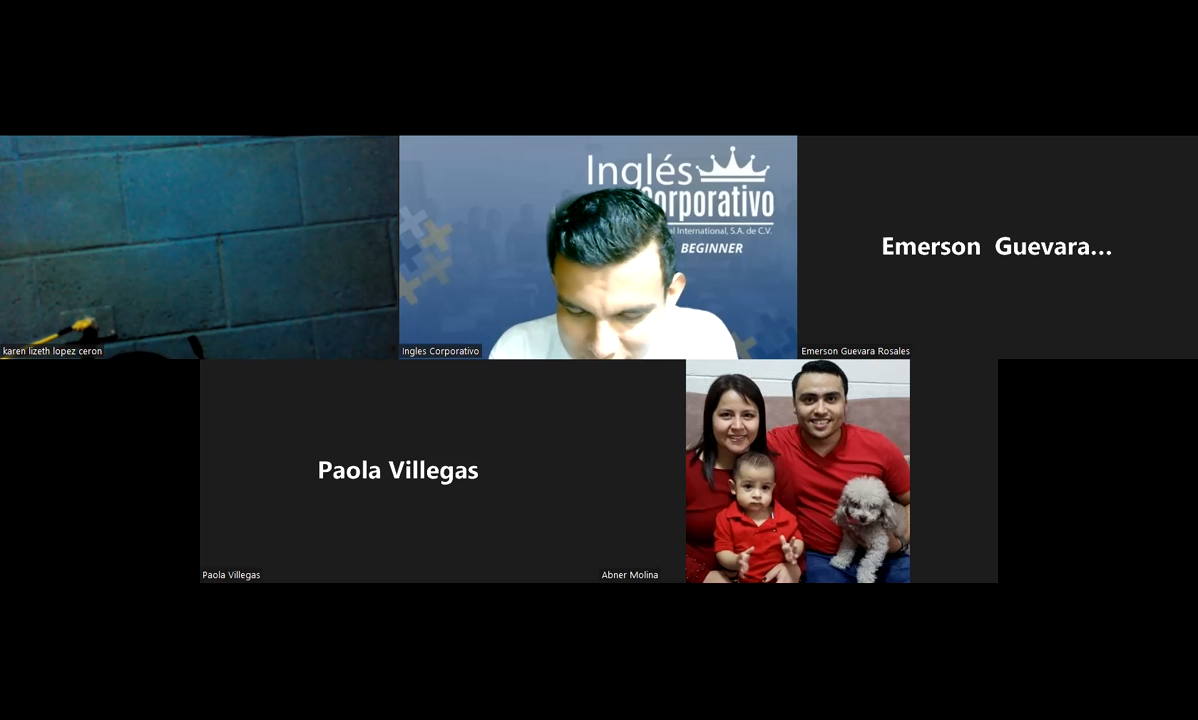 Inglés
Corporativo
al International, S.A. de C.V.
BEGINNER
Emerson  Guevara...
karen lizeth lopez ceron
Ingles Corporativo
Emerson Guevara Rosales
Paola Villegas
Paola Villegas
Abner Molina